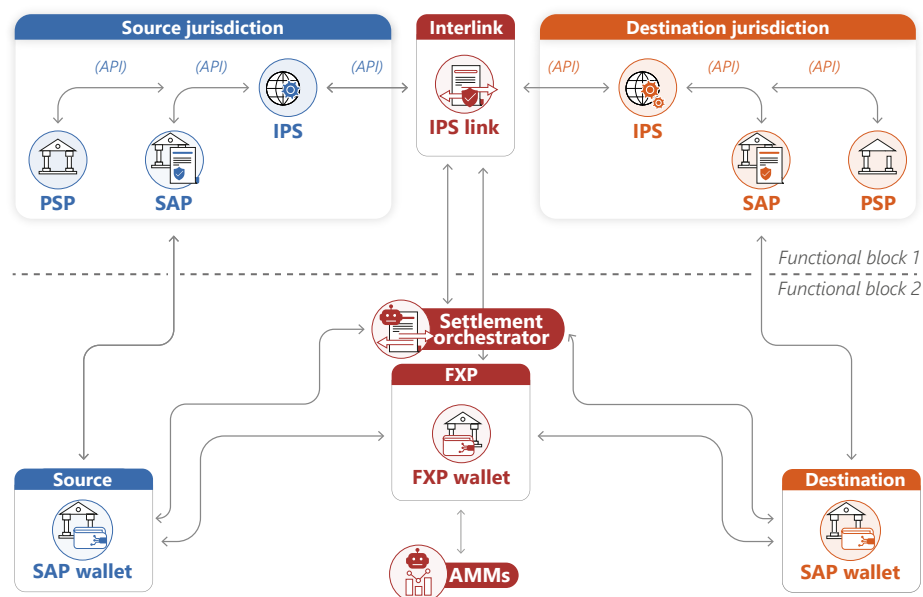 Source jurisdiction
Interlink
Destination jurisdiction
(API)
(API)
(API)
(API)
(API)
(API)
IPS
IPS link
IPS
PSP
SAP
SAP
PSP
Functional block 1
Functional block 2
Settlement
orchestrator
FXP
FXP wallet
Source
SAP wallet
Destination
SAP wallet
AMMs